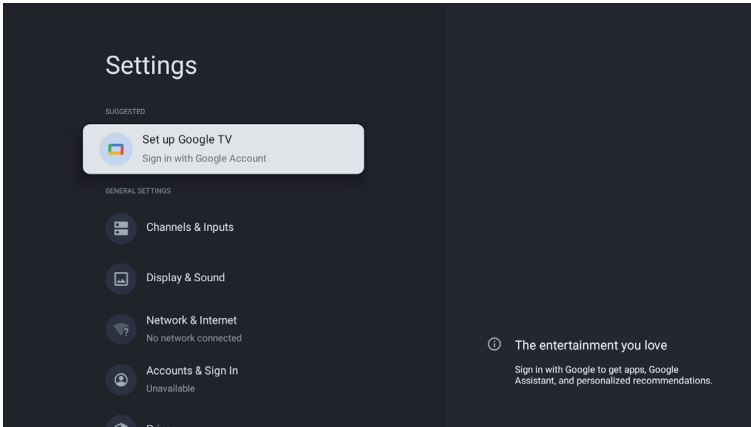 Settings
SUGGESTED
Set up Google TV
Sign in with Google Account
GENERAL SETTINGS
Channels & Inputs
Display & Sound
Network & Internet
No network connected
Accounts & Sign In
Unavailable
The entertainment you love
Sign in with Google to get apps, Google
Assistant, and personalized recommendations.